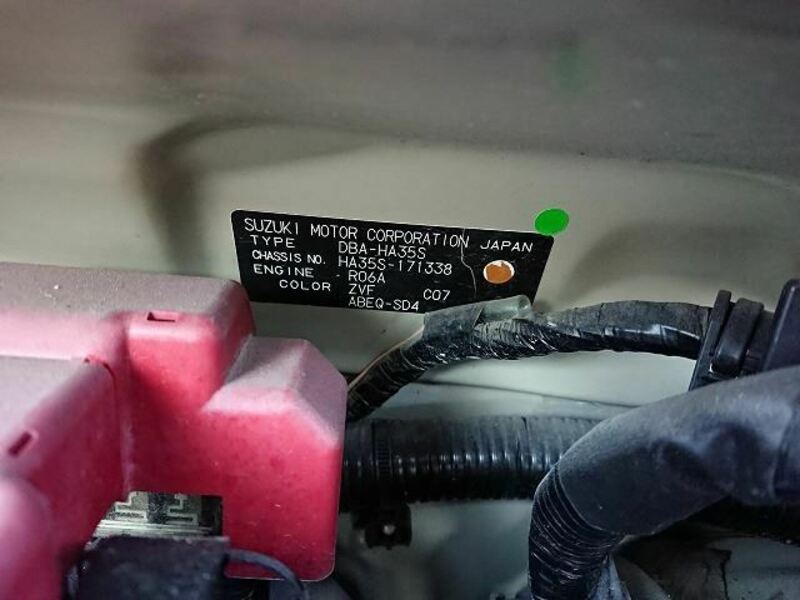 SUZUKI MOTOR CORPORATION JAPAN
TYPE DBA-HA35S
CHASSIS NO. HA35S-171338
ENGINE R06A
COLOR ZVF C07
ABEQ-SD4